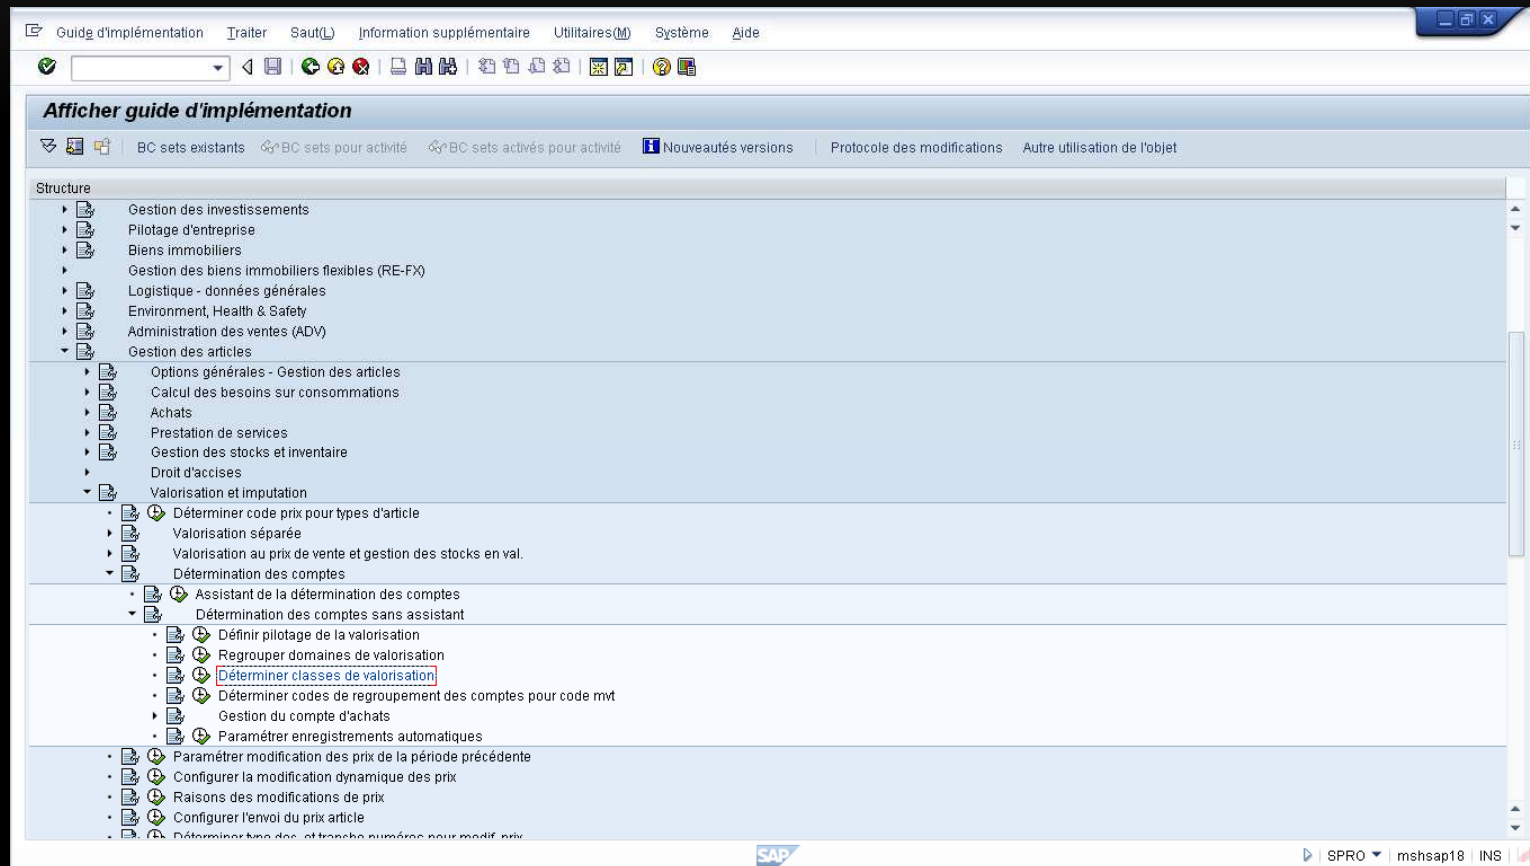 Guide d'implémentation Traiter Saut(L) Information supplémentaire Utilitaires(M) Système Aide
Afficher guide d'implémentation
BC sets existants BC sets pour activité BC sets activés pour activité Nouveautés versions Protocole des modifications Autre utilisation de l'objet
Structure
Gestion des investissements
Pilotage d'entreprise
Biens immobiliers
Gestion des biens immobiliers flexibles (RE-FX)
Logistique - données générales
Environment, Health & Safety
Administration des ventes (ADV)
Gestion des articles
Options générales - Gestion des articles
Calcul des besoins sur consommations
Achats
Prestation de services
Gestion des stocks et inventaire
Droit d'accises
Valorisation et imputation
Déterminer code prix pour types d'article
Valorisation séparée
Valorisation au prix de vente et gestion des stocks en val.
Détermination des comptes
Assistant de la détermination des comptes
Détermination des comptes sans assistant
Définir pilotage de la valorisation
Regrouper domaines de valorisation
Déterminer classes de valorisation
Déterminer codes de regroupement des comptes pour code mvt
Gestion du compte d'achats
Paramétrer enregistrements automatiques
Paramétrer modification des prix de la période précédente
Configurer la modification dynamique des prix
Raisons des modifications de prix
Configurer l'envoi du prix article
Déterminer type doc. et tranche numéros pour modif. prix
SAP SPRO mshsap18 INS